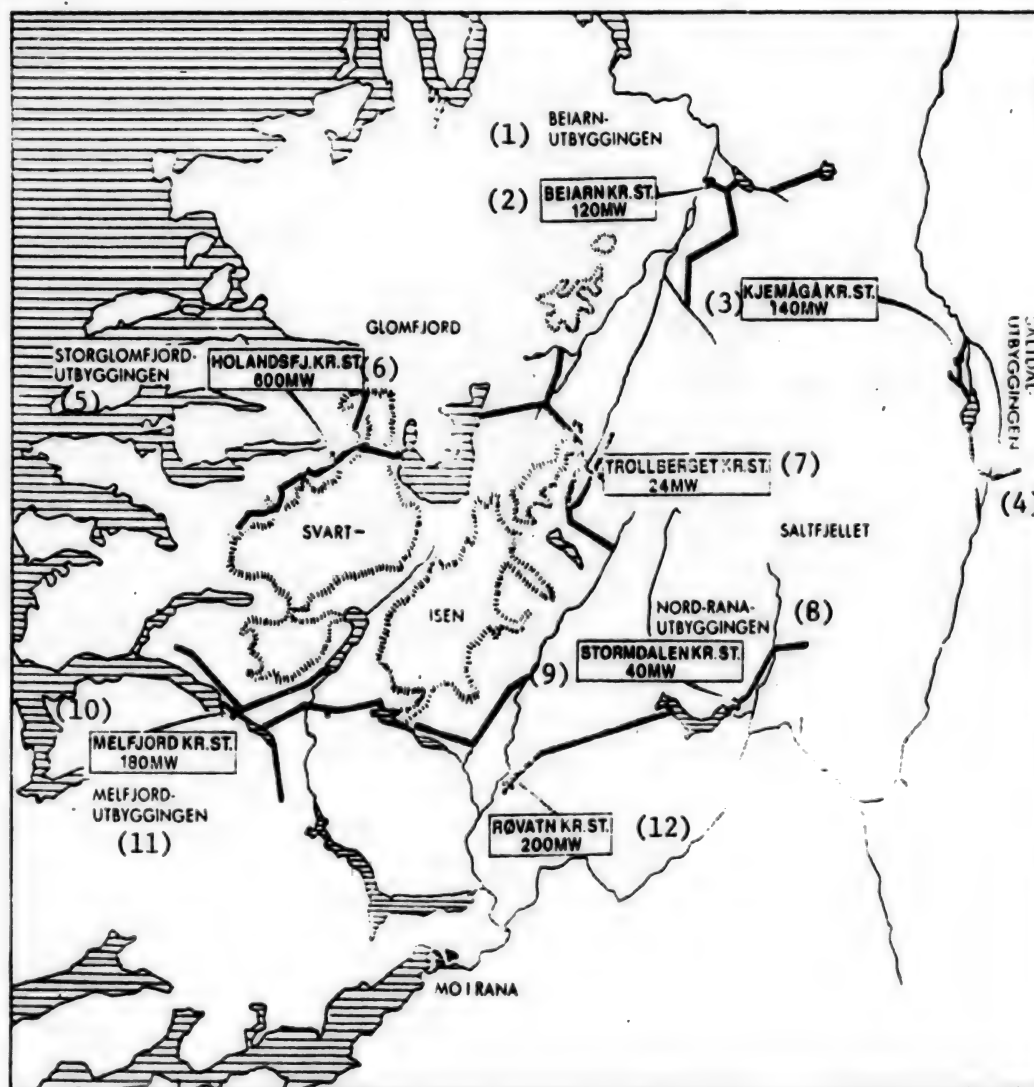 (1)
BEIARN-
UTBYGGINGEN
(2)
BEIARN KR.ST.
120MW
(3)
KJEMÅGÅ KR.ST.
140MW
UTBYGGINGEN
(4)
GLOMFJORD
STORGLOMFJORD-
UTBYGGINGEN
(5)
HOLANDSFJ. KR.ST.
600MW
(6)
TROLLBERGET KR.ST.
24MW
(7)
SVART-
ISEN
SALTFJELLET
NORD-RANA-
UTBYGGINGEN
(8)
STORMDALEN KR.ST.
40MW
(9)
(10)
MELFJORD KR.ST.
180MW
MELFJORD-
UTBYGGINGEN
(11)
RØVATN KR.ST.
200MW
(12)
MO I RANA